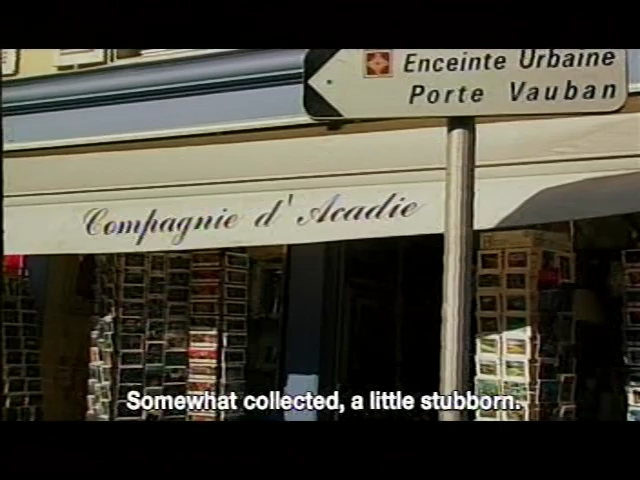 Enceinte Urbaine
Porte Vauban
Compagnie d'Acadie
Somewhat collected, a little stubborn.